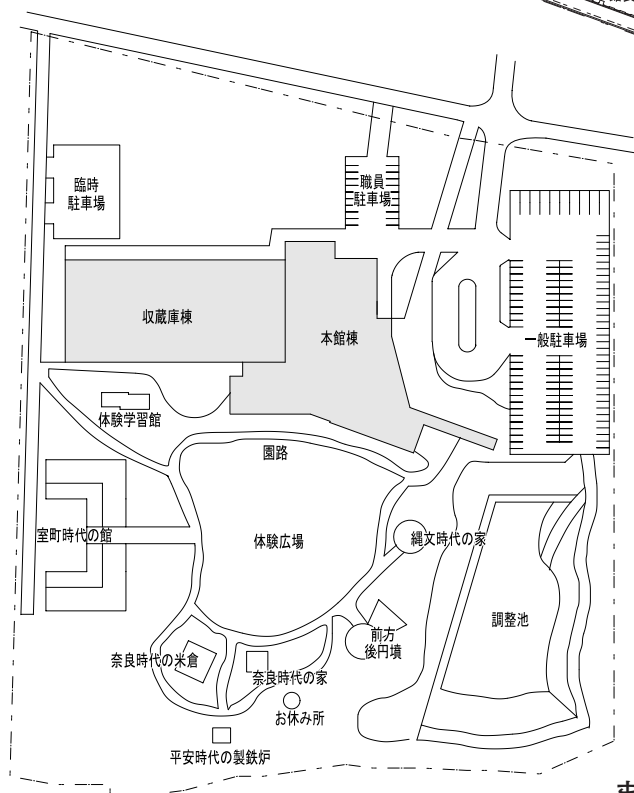 臨時
駐車場
職員
駐車場
収蔵庫棟
本館棟
一般駐車場
体験学習館
園路
室町時代の館
体験広場
縄文時代の家
調整池
前方
後円墳
奈良時代の米倉
奈良時代の家
お休み所
平安時代の製鉄炉